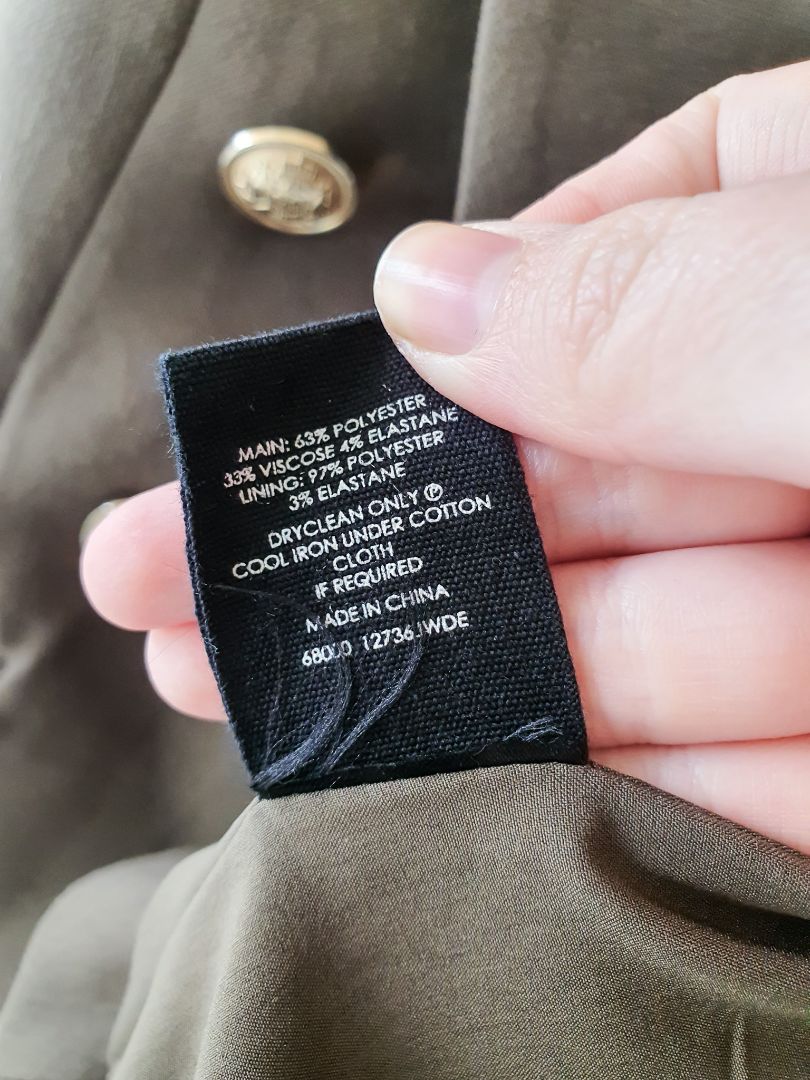 MAIN: 63% POLYESTER
33% VISCOSE 4% ELASTANE
LINING: 97% POLYESTER
3% ELASTANE
DRYCLEAN ONLY Ⓟ
COOL IRON UNDER COTTON
CLOTH
IF REQUIRED
MADE IN CHINA